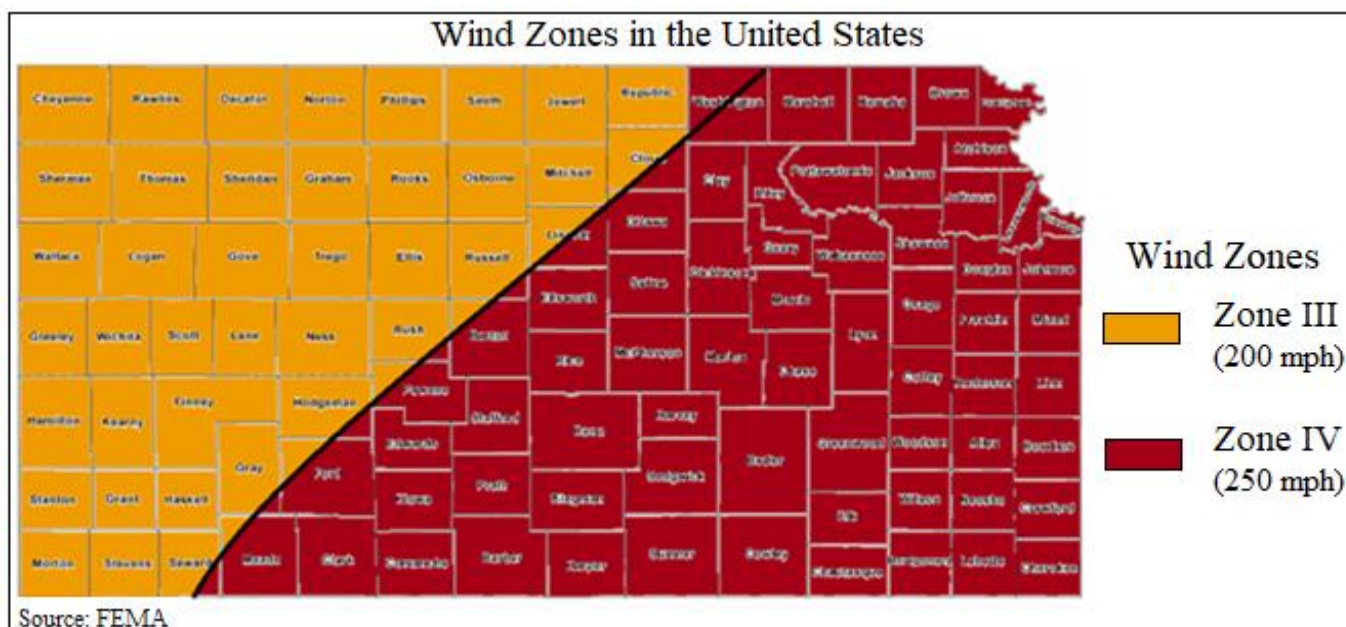 Wind Zones in the United States
Cheyenne Rawlins Decatur Norton Phillips Smith Jewell Republic Washington Marshall Nemaha Brown
Cloud Atchison
Sherman Thomas Sheridan Graham Rooks Osborne Mitchell Clay Riley Pottawatomie Jackson Jefferson
Ottawa
Lincoln Shawnee
Wallace Logan Gove Trego Ellis Russell Dickinson Geary Wabaunsee Douglas Johnson
Saline
Ellsworth Morris Osage Franklin Miami
Greeley Wichita Scott Lane Ness Rush Barton Lyon
Rice McPherson Marion Chase Coffey Anderson Linn
Pawnee
Hamilton Kearny Finney Hodgeman Stafford Harvey
Edwards Reno Greenwood Woodson Allen Bourbon
Gray Ford Sedgwick Butler
Stanton Grant Haskell Kiowa Pratt Kingman Wilson Neosho Crawford
Elk
Morton Stevens Seward Meade Clark Comanche Barber Harper Sumner Cowley Chautauqua Montgomery Labette Cherokee
Wind Zones
Zone III
(200 mph)
Zone IV
(250 mph)
Source: FEMA